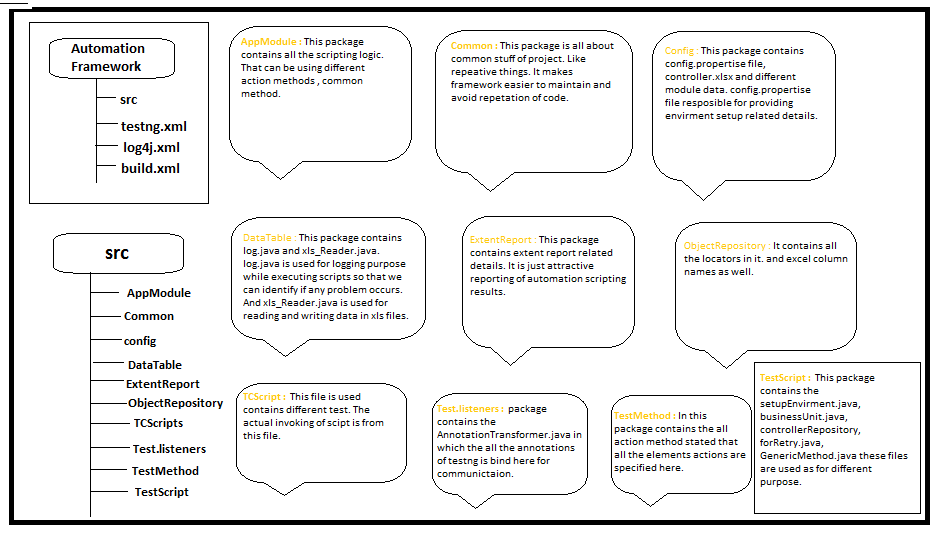 Automation
Framework
src
testng.xml
log4j.xml
build.xml
AppModule : This package
contains all the scripting logic.
That can be using different
action methods , common
method.
Common : This package is all about
common stuff of project. Like
repeative things. It makes
framework easier to maintain and
avoid repetation of code.
Config : This package contains
config.propertise file,
controller.xlsx and different
module data. config.propertise
file resposible for providing
envirment setup related details.
src
AppModule
Common
config
DataTable
ExtentReport
ObjectRepository
TCScripts
Test.listeners
TestMethod
TestScript
DataTable : This package contains
log.java and xls_Reader.java.
log.java is used for logging purpose
while executing scripts so that we
can identify if any problem occurs.
And xls_Reader.java is used for
reading and writing data in xls files.
ExtentReport : This package
contains extent report related
details. It is just attractive
reporting of automation scripting
results.
ObjectRepository : It contains all
the locators in it. and excel column
names as well.
TCScript : This file is used
contains different test. The
actual invoking of scipt is from
this file.
Test.listeners : package
contains the
AnnotationTransformer.java in
which the all the annotations
of testng is bind here for
communictaion.
TestMethod : In this
package contains the all
action method stated that
all the elements actions are
specified here.
TestScript : This package
contains the
setupEnvirment.java,
businessUnit.java,
controllerRepository,
forRetry.java,
GenericMethod.java these files
are used as for different
purpose.